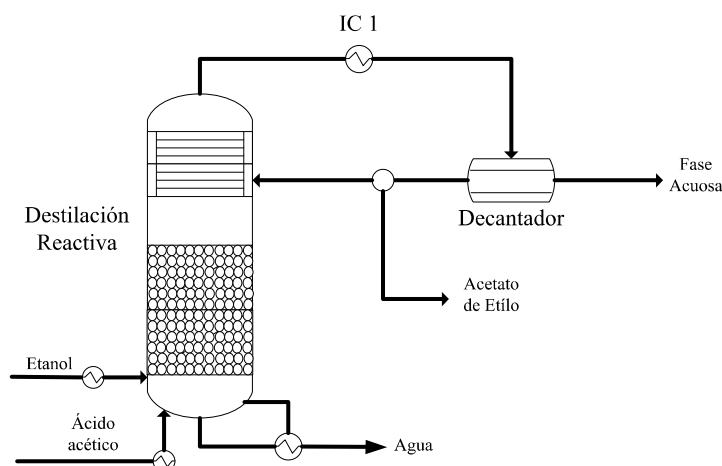 IC 1
Fase
Acuosa
Destilación
Reactiva
Decantador
Acetato
de Etílo
Etanol
Ácido
acético
Agua